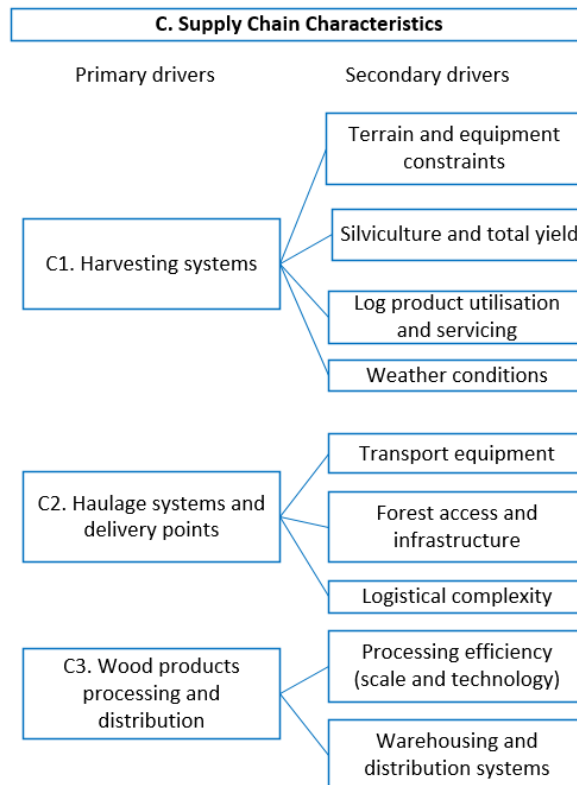 C. Supply Chain Characteristics
Primary drivers
Secondary drivers
C1. Harvesting systems
Terrain and equipment
constraints
Silviculture and total yield
Log product utilisation
and servicing
Weather conditions
C2. Haulage systems and
delivery points
Transport equipment
Forest access and
infrastructure
Logistical complexity
C3. Wood products
processing and
distribution
Processing efficiency
(scale and technology)
Warehousing and
distribution systems